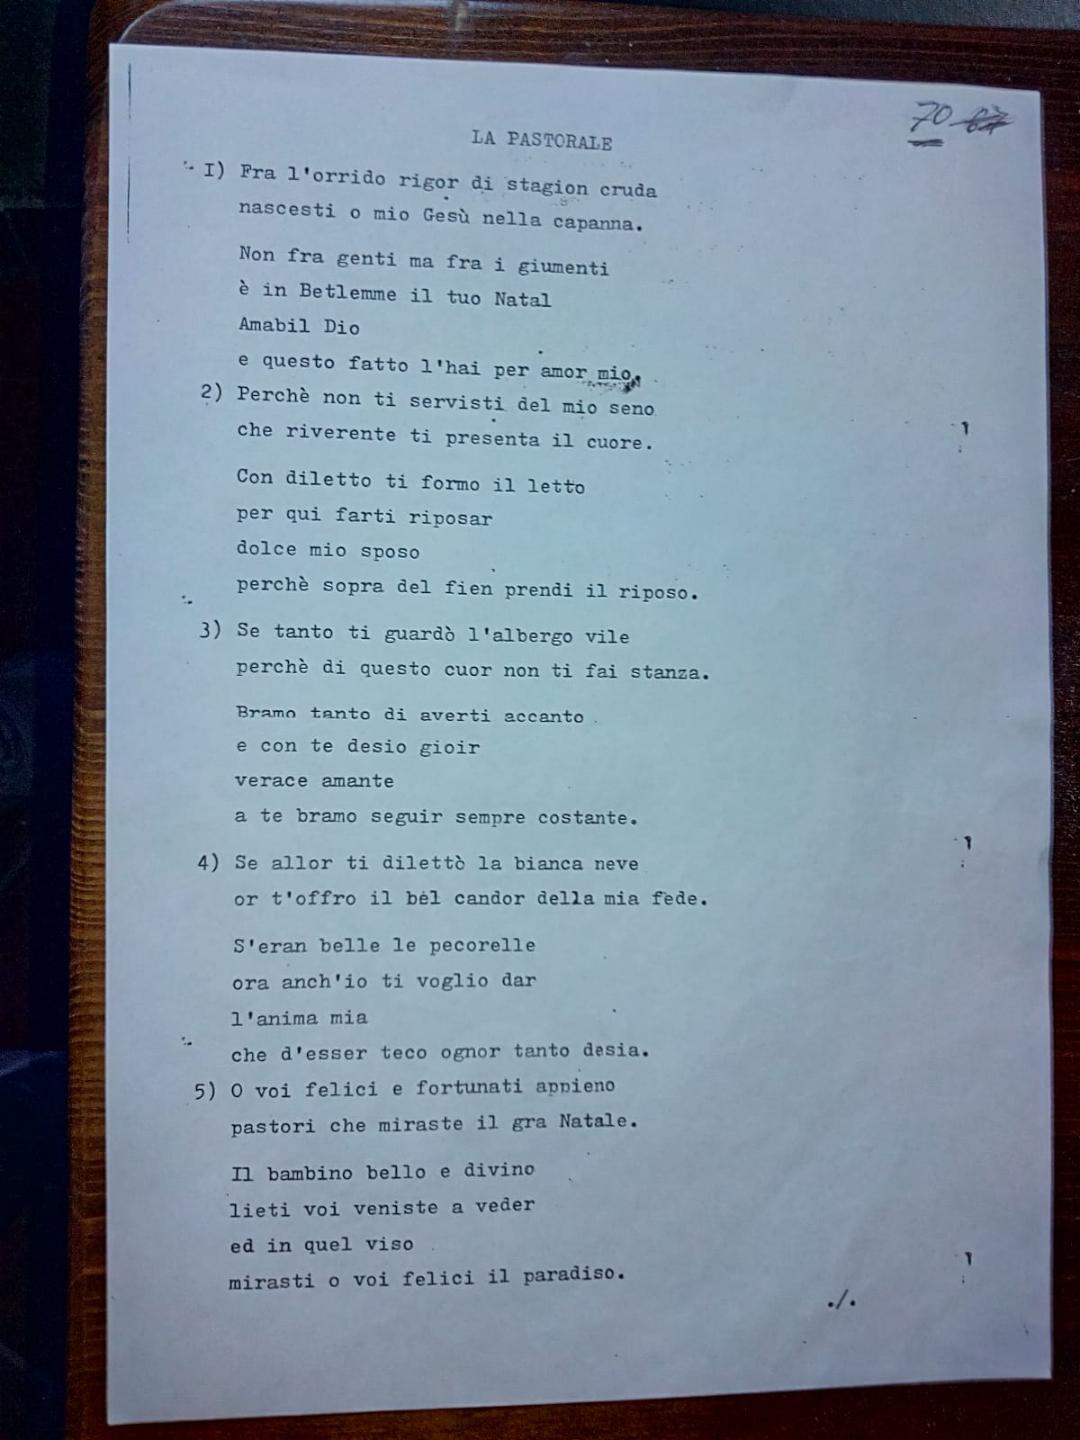 70
LA PASTORALE
I) Fra l'orrido rigor di stagion cruda
nascesti o mio Gesù nella capanna.
Non fra genti ma fra i giumenti
è in Betlemme il tuo Natal
Amabil Dio
e questo fatto l'hai per amor mio.
2) Perchè non ti servisti del mio seno
che riverente ti presenta il cuore.
Con diletto ti formo il letto
per qui farti riposar
dolce mio sposo
perchè sopra del fien prendi il riposo.
3) Se tanto ti guardò l'albergo vile
perchè di questo cuor non ti fai stanza.
Bramo tanto di averti accanto
e con te desio gioir
verace amante
a te bramo seguir sempre costante.
4) Se allor ti dilettò la bianca neve
or t'offro il bel candor della mia fede.
S'eran belle le pecorelle
ora anch'io ti voglio dar
l'anima mia
che d'esser teco ognor tanto desia.
5) O voi felici e fortunati appieno
pastori che miraste il gra Natale.
Il bambino bello e divino
lieti voi veniste a veder
ed in quel viso
mirasti o voi felici il paradiso.
./.